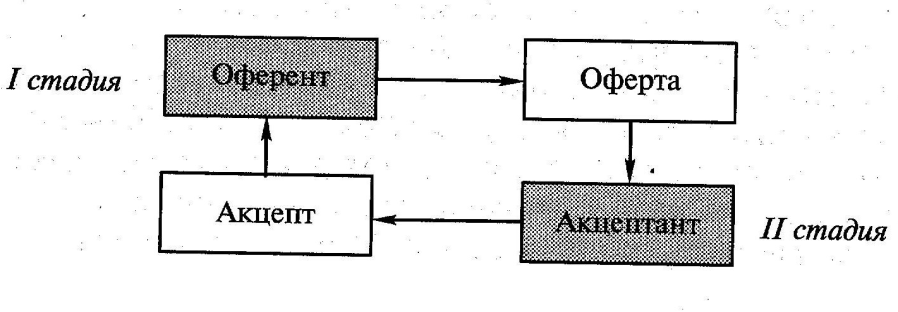 I стадия
Оферент
Оферта
Акцепт
Акцептант
II стадия